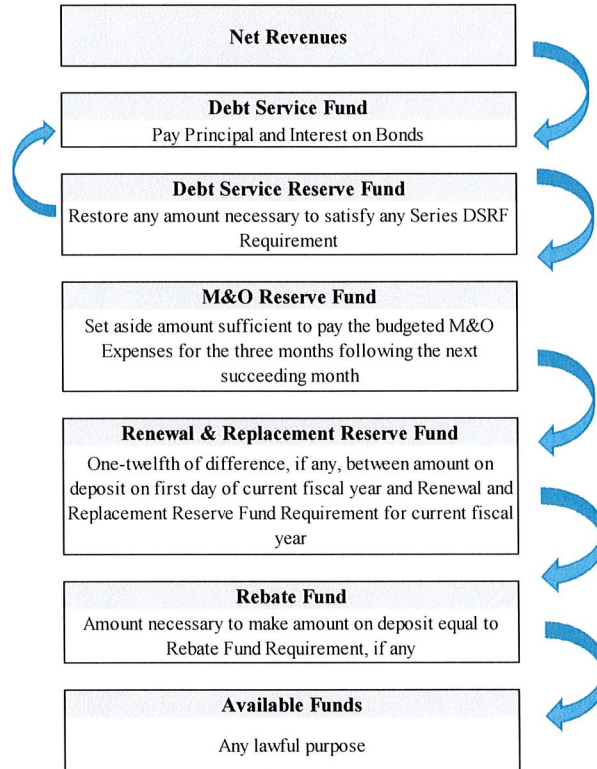 Net Revenues
Debt Service Fund
Pay Principal and Interest on Bonds
Debt Service Reserve Fund
Restore any amount necessary to satisfy any Series DSRF
Requirement
M&O Reserve Fund
Set aside amount sufficient to pay the budgeted M&O
Expenses for the three months following the next
succeeding month
Renewal & Replacement Reserve Fund
One-twelfth of difference, if any, between amount on
deposit on first day of current fiscal year and Renewal and
Replacement Reserve Fund Requirement for current fiscal
year
Rebate Fund
Amount necessary to make amount on deposit equal to
Rebate Fund Requirement, if any
Available Funds
Any lawful purpose